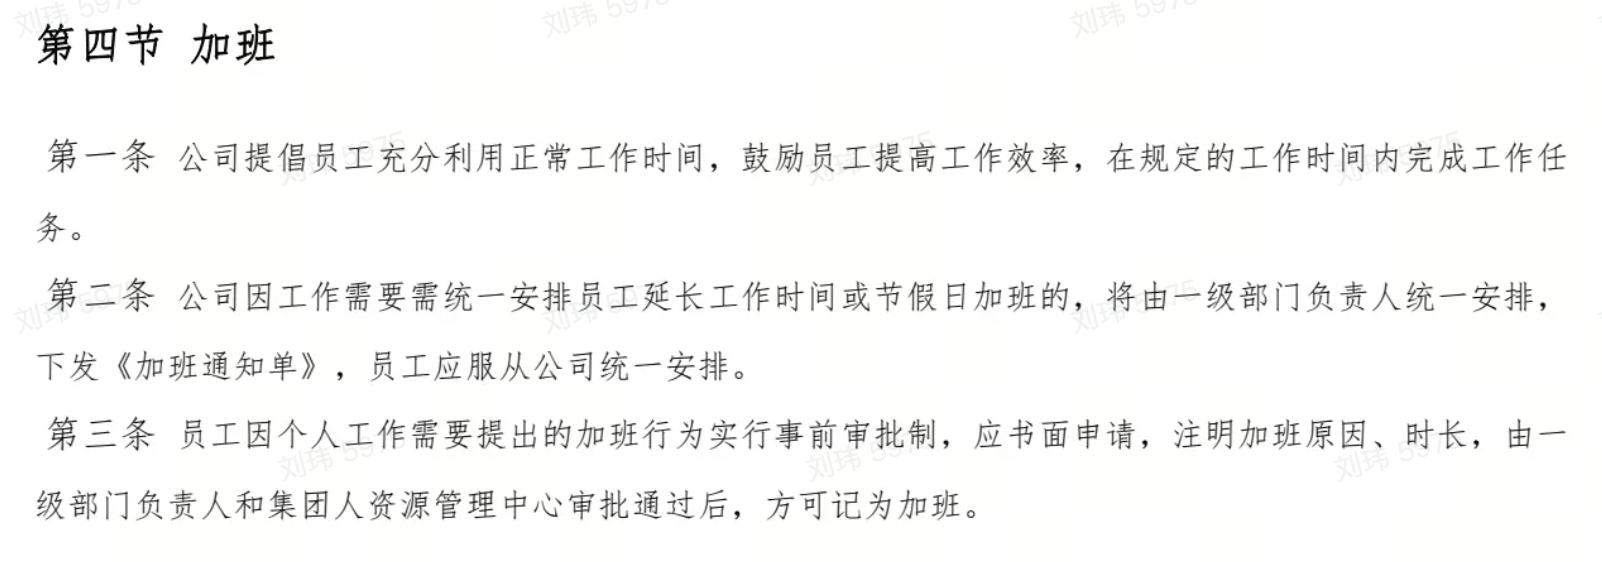 第四节 加班
第一条 公司提倡员工充分利用正常工作时间，鼓励员工提高工作效率，在规定的工作时间内完成工作任
务。
第二条 公司因工作需要需统一安排员工延长工作时间或节假日加班的，将由一级部门负责人统一安排，
下发《加班通知单》，员工应服从公司统一安排。
第三条 员工因个人工作需要提出的加班行为实行事前审批制，应书面申请，注明加班原因、时长，由一
级部门负责人和集团人资源管理中心审批通过后，方可记为加班。
刘玮 5975
刘玮 5975
刘玮 5975
刘玮 5975
刘玮 5975
刘玮 5975
刘玮 5975
刘玮 5975
刘玮 5975
刘玮 5975
刘玮 5975
刘玮 5975